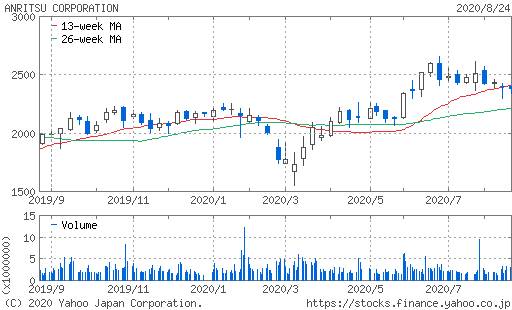 ANRITSU CORPORATION 2020/8/24
3000
13-week MA
26-week MA
2500
2000
1500
2019/9 2019/11 2020/1 2020/3 2020/5 2020/7
15
Volume
10
5
0
(x1000000)
2019/9 2019/11 2020/1 2020/3 2020/5 2020/7
(C) 2020 Yahoo Japan Corporation. https://stocks.finance.yahoo.co.jp